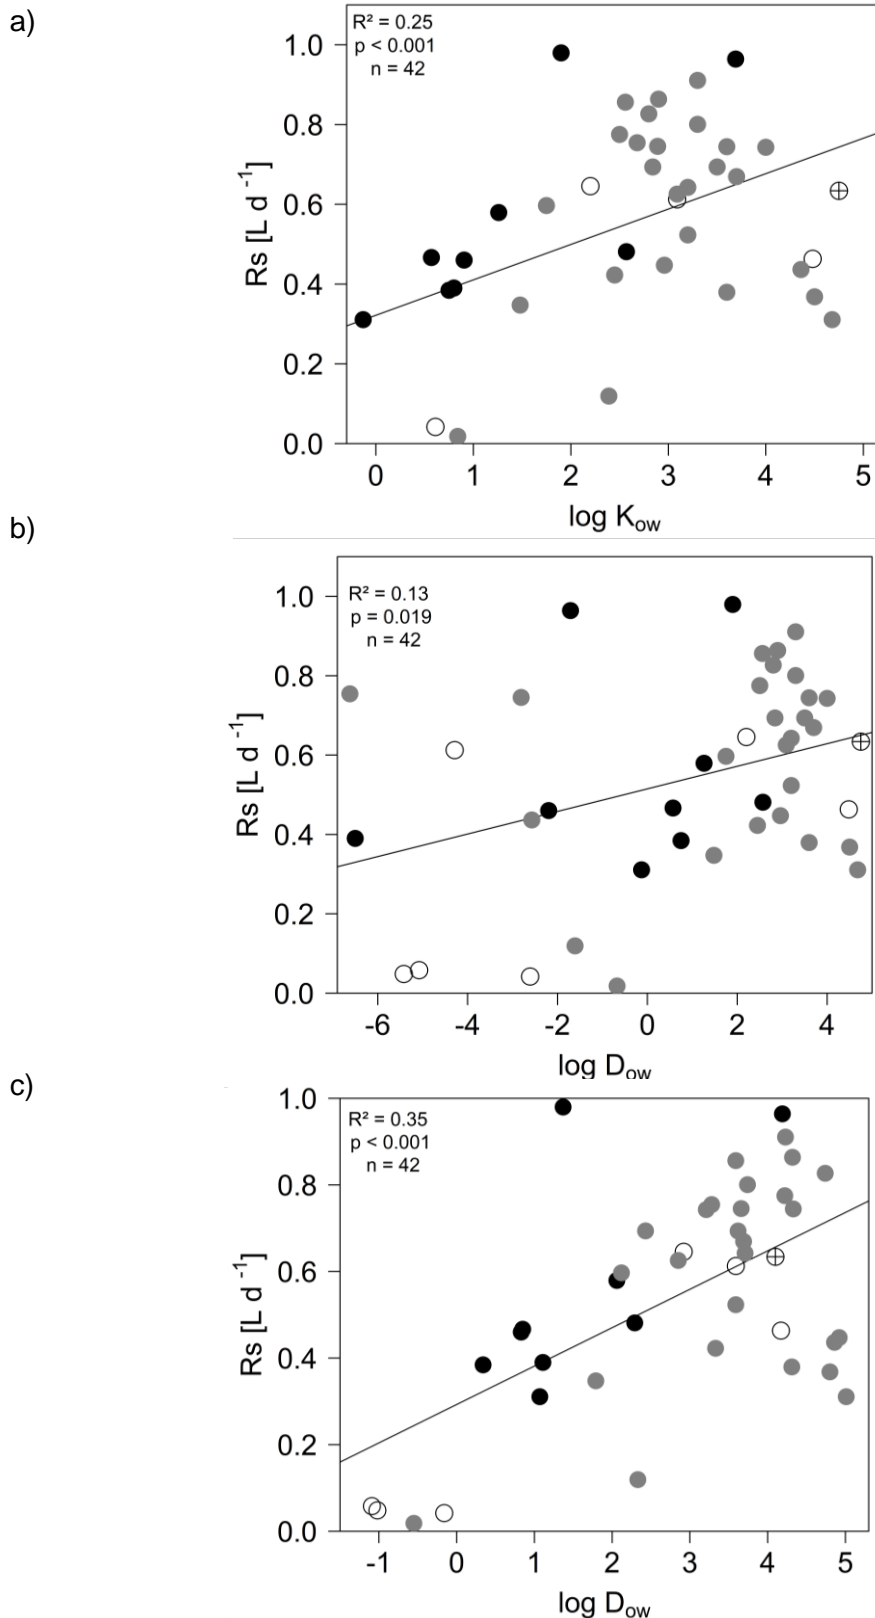 a)
R² = 0.25
p < 0.001
n = 42
1.0
0.8
0.6
0.4
0.2
0.0
Rs [L d ⁻¹]
0 1 2 3 4 5
log Kow
b)
R² = 0.13
p = 0.019
n = 42
1.0
0.8
0.6
0.4
0.2
0.0
Rs [L d ⁻¹]
-6 -4 -2 0 2 4
log Dow
c)
R² = 0.35
p < 0.001
n = 42
1.0
0.8
0.6
0.4
0.2
0.0
Rs [L d ⁻¹]
-1 0 1 2 3 4 5
log Dow